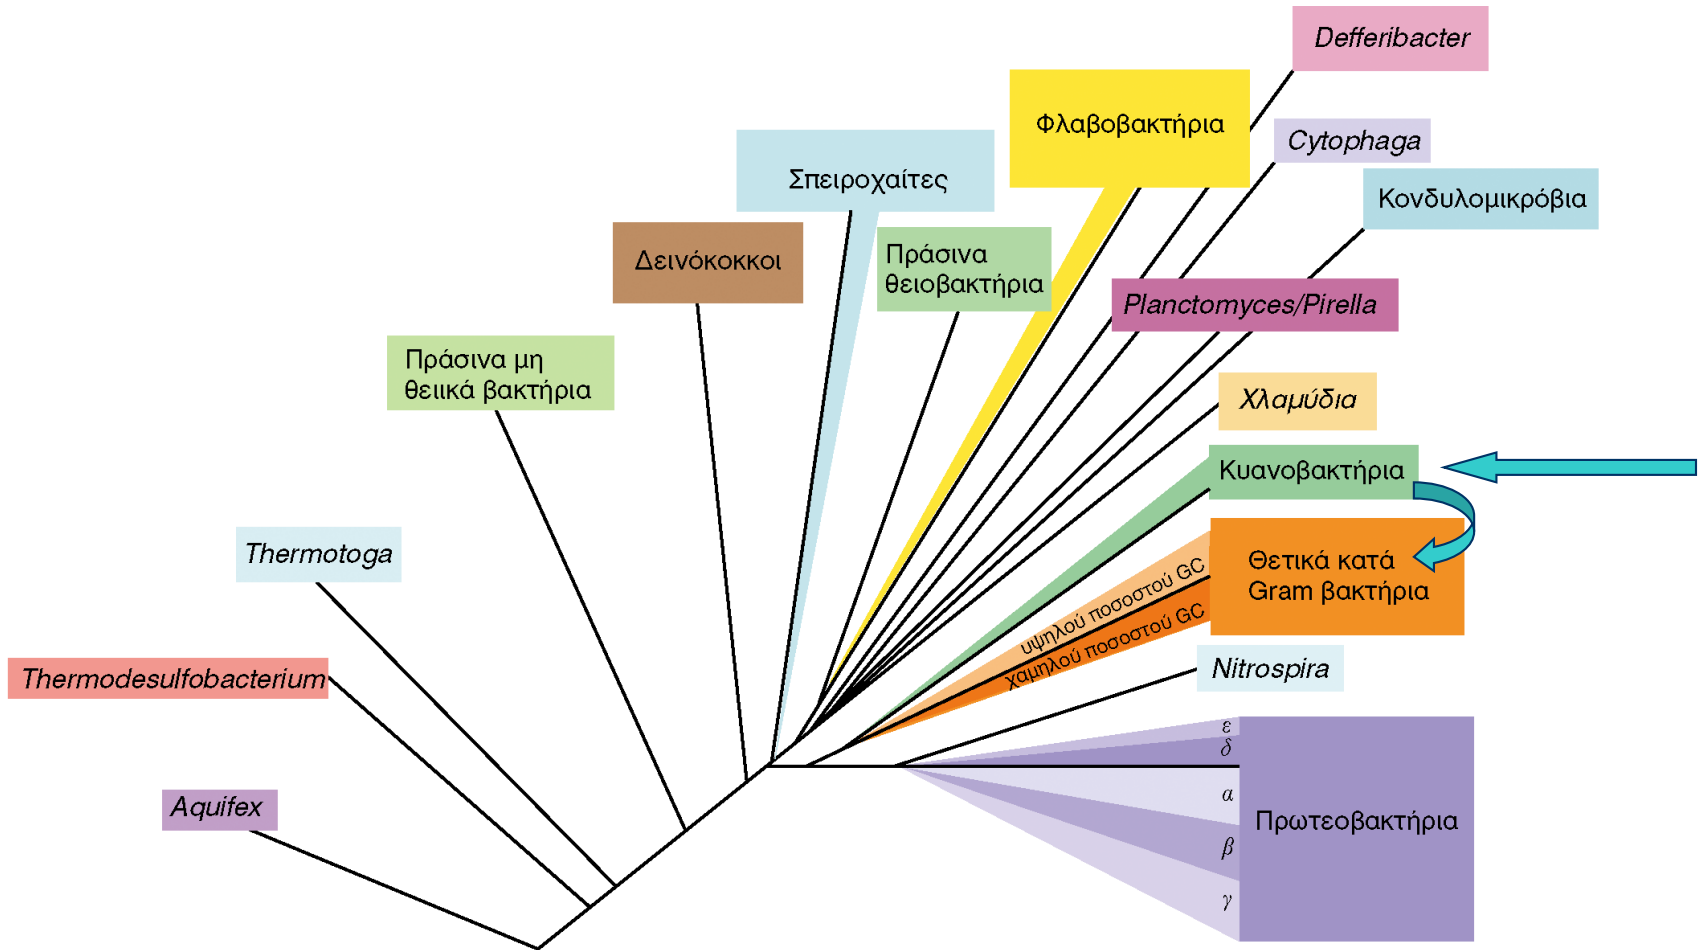 Defferibacter
Φλαβοβακτήρια
Cytophaga
Σπειροχαίτες
Κονδυλομικρόβια
Δεινόκοκκοι
Πράσινα
θειοβακτήρια
Planctomyces/Pirella
Πράσινα μη
θειικά βακτήρια
Χλαμύδια
Κυανοβακτήρια
Thermotoga
υψηλού ποσοστού GC
χαμηλού ποσοστού GC
Θετικά κατά
Gram βακτήρια
Nitrospira
Thermodesulfobacterium
ε
δ
α
β
γ
Πρωτεοβακτήρια
Aquifex